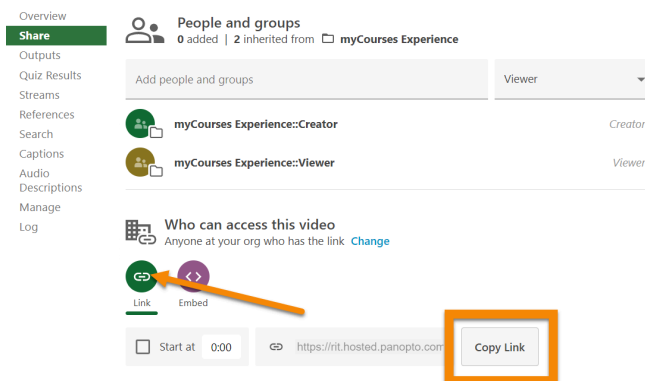 Overview
Share
Outputs
Quiz Results
Streams
References
Search
Captions
Audio
Descriptions
Manage
Log
People and groups
0 added | 2 inherited from myCourses Experience
Add people and groups
Viewer
myCourses Experience::Creator
Creator
myCourses Experience::Viewer
Viewer
Who can access this video
Anyone at your org who has the link Change
Link
Embed
Start at 0:00
https://rit.hosted.panopto.com
Copy Link